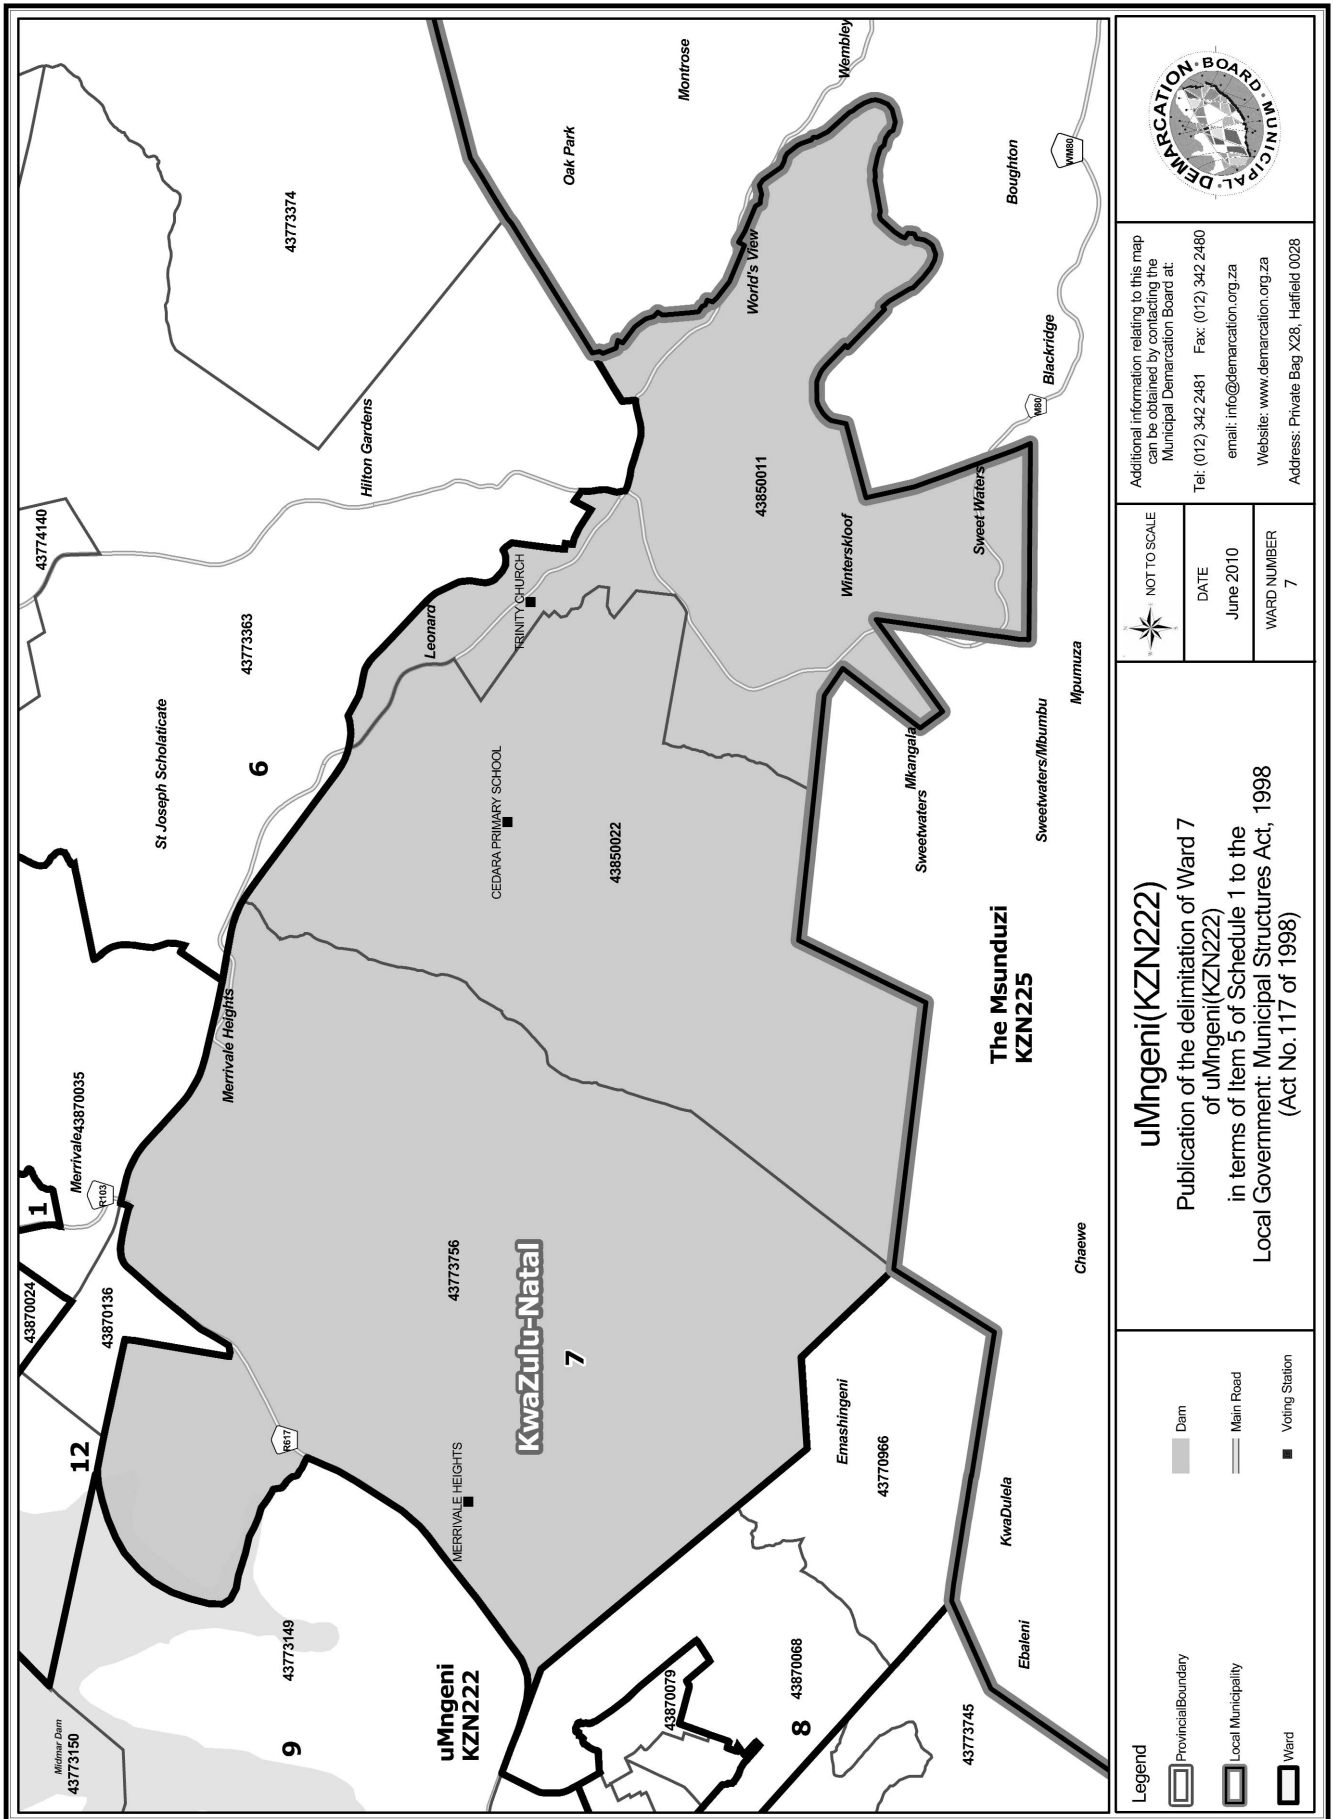 Midmar Dam
43773150
12
43870024
43870136
1
Merrivale43870035
R103
43774140
St Joseph Scholaticate
6
43773363
43773374
Hilton Gardens
Oak Park
Montrose
Wembley
9
43773149
R617
Merrivale Heights
Leonard
TRINITY CHURCH
World's View
uMngeni
KZN222
MERRIVALE HEIGHTS
43773756
KwaZulu-Natal
7
CEDARA PRIMARY SCHOOL
43850022
43850011
Winterskloof
Sweet Waters
Boughton
WM80
Blackridge
M80
43870079
8
43870068
Emashingeni
43770966
43773745
Ebaleni
KwaDulela
Chaewe
The Msunduzi
KZN225
Mkangala
Sweetwaters
Sweetwaters/Mbumbu
Mpumuza
Legend
ProvincialBoundary
Local Municipality
Ward
Dam
Main Road
Voting Station
uMngeni(KZN222)
Publication of the delimitation of Ward 7
of uMngeni(KZN222)
in terms of Item 5 of Schedule 1 to the
Local Government: Municipal Structures Act, 1998
(Act No.117 of 1998)
NOT TO SCALE
DATE
June 2010
WARD NUMBER
7
Additional information relating to this map
can be obtained by contacting the
Municipal Demarcation Board at:
Tel: (012) 342 2481 Fax: (012) 342 2480
email: info@demarcation.org.za
Website: www.demarcation.org.za
Address: Private Bag X28, Hatfield 0028
MUNICIPAL • DEMARCATION • BOARD •